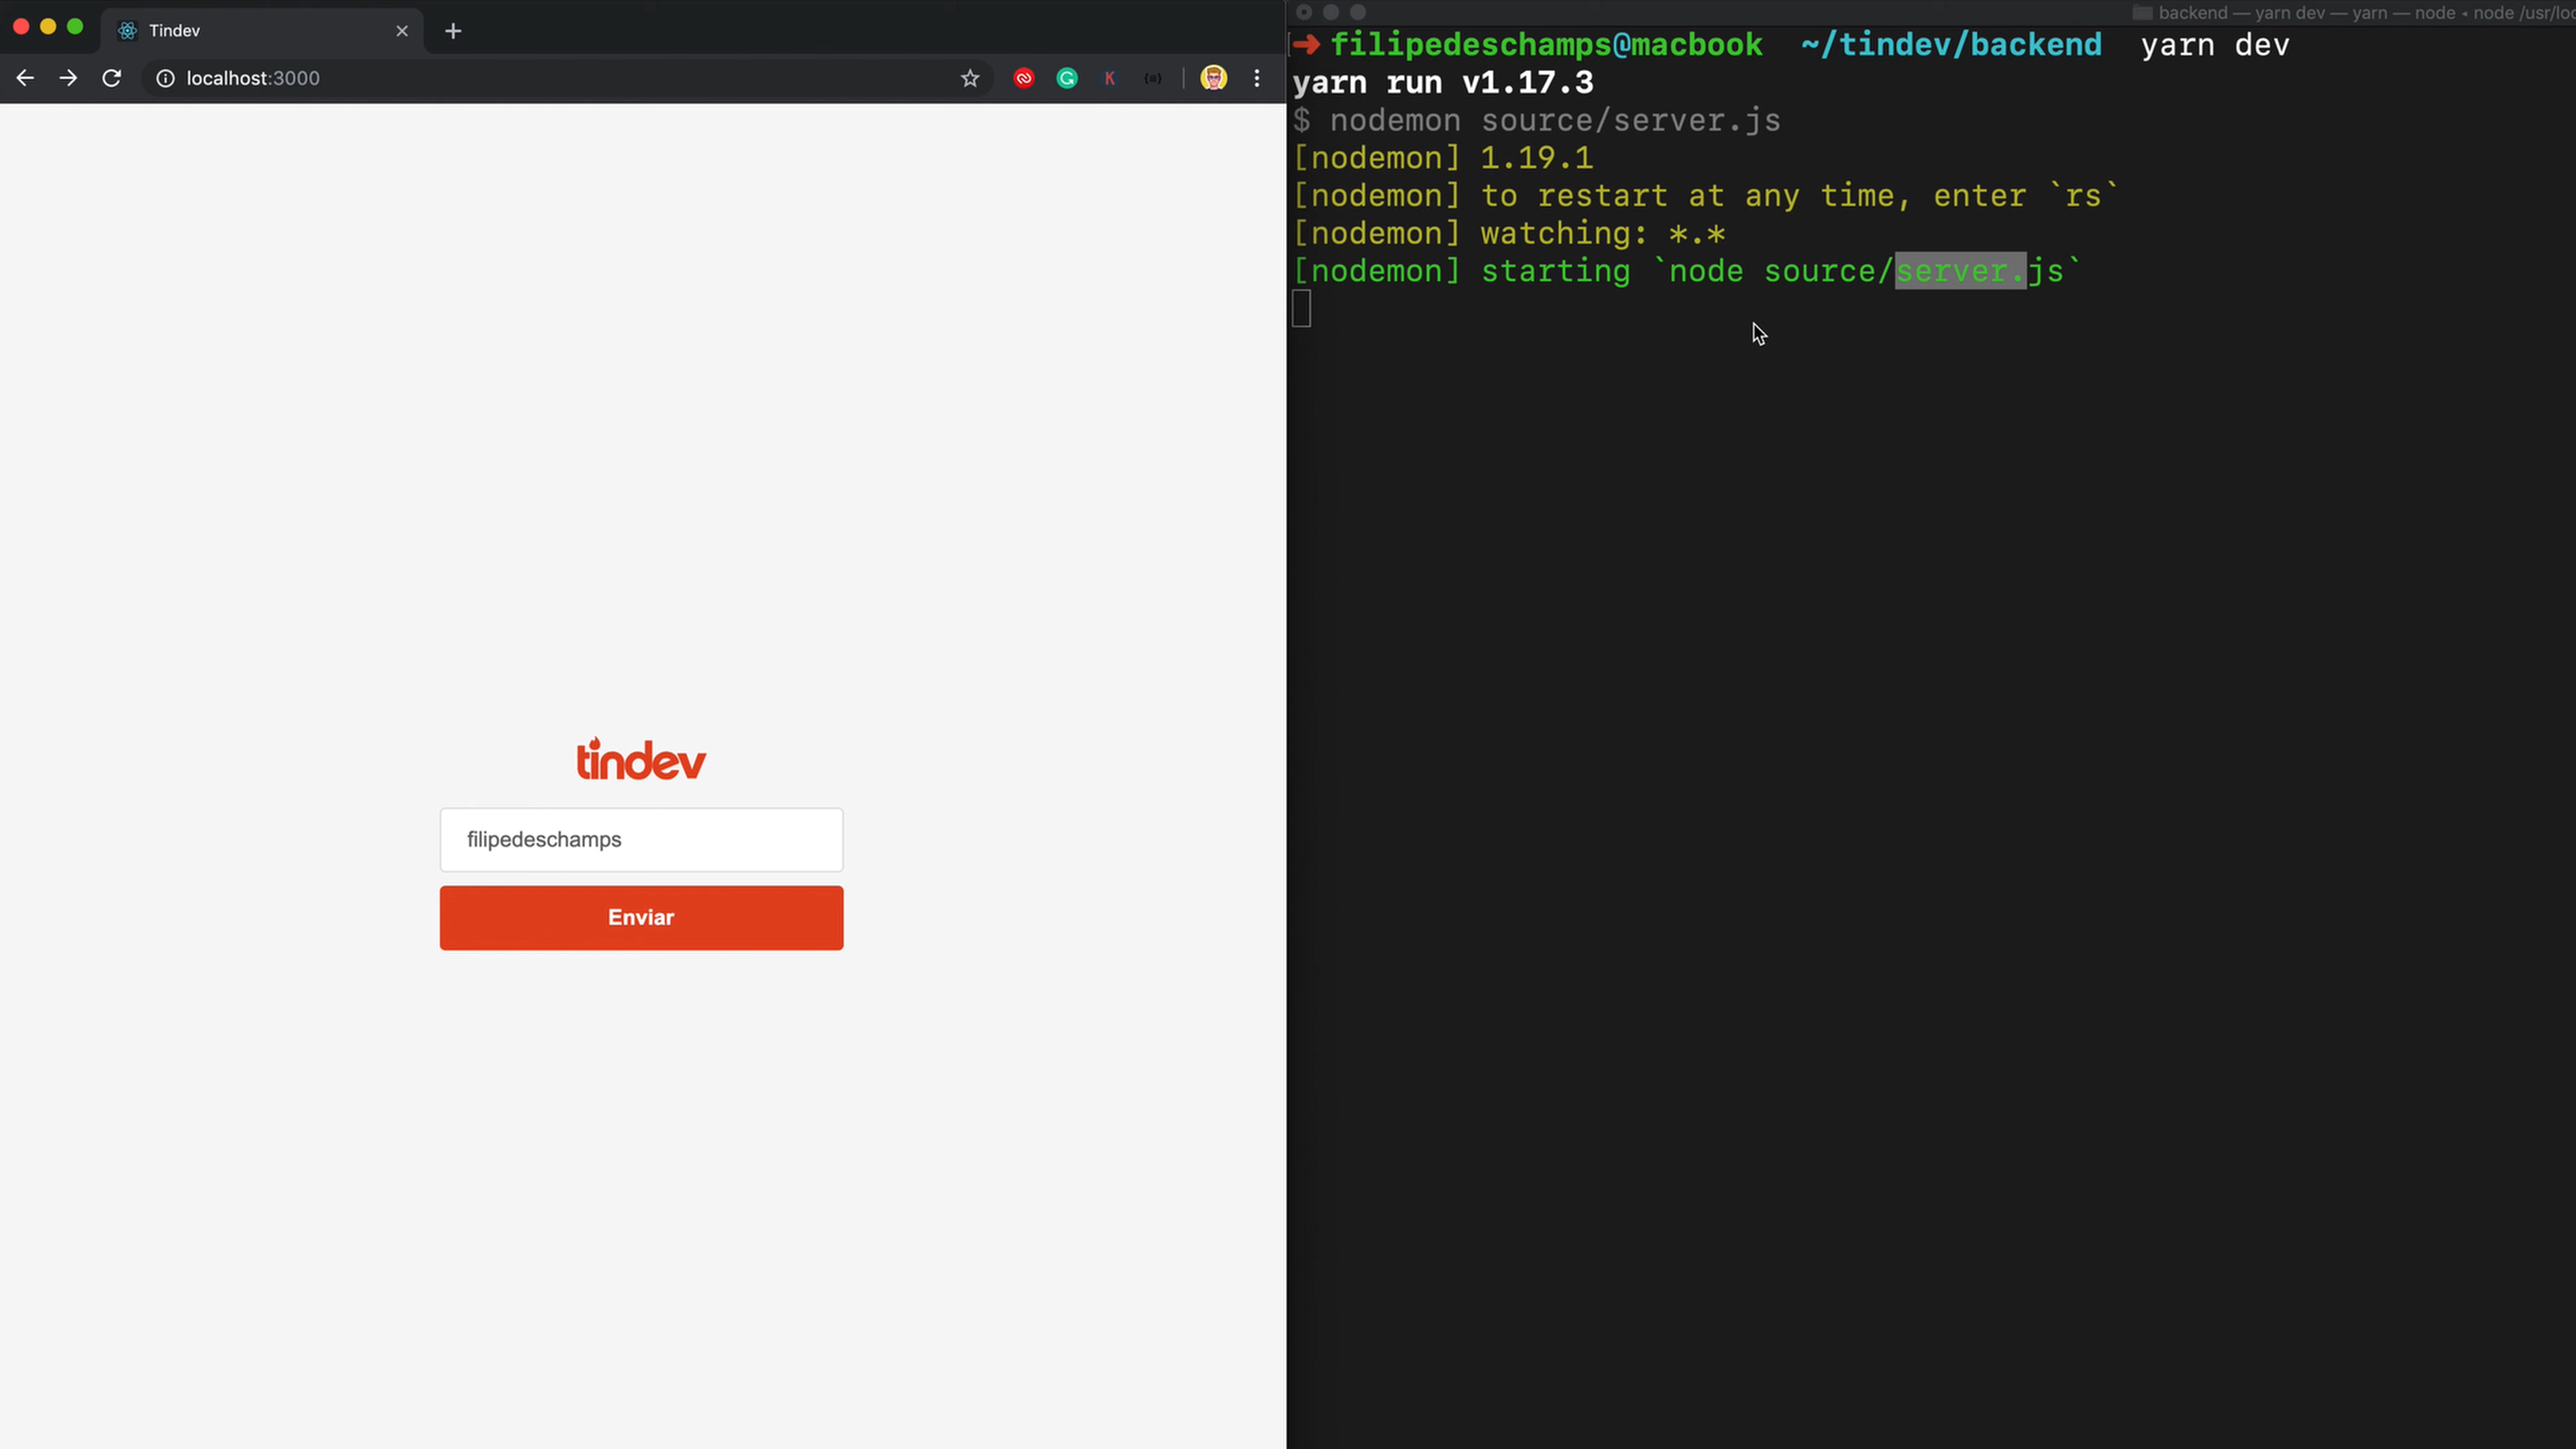 Tindev
localhost:3000
tindev
filipedeschamps
Enviar
backend — yarn dev — yarn — node ◂ node /usr/loc
➜ filipedeschamps@macbook ~/tindev/backend yarn dev
yarn run v1.17.3
$ nodemon source/server.js
[nodemon] 1.19.1
[nodemon] to restart at any time, enter `rs`
[nodemon] watching: *.*
[nodemon] starting `node source/server.js`